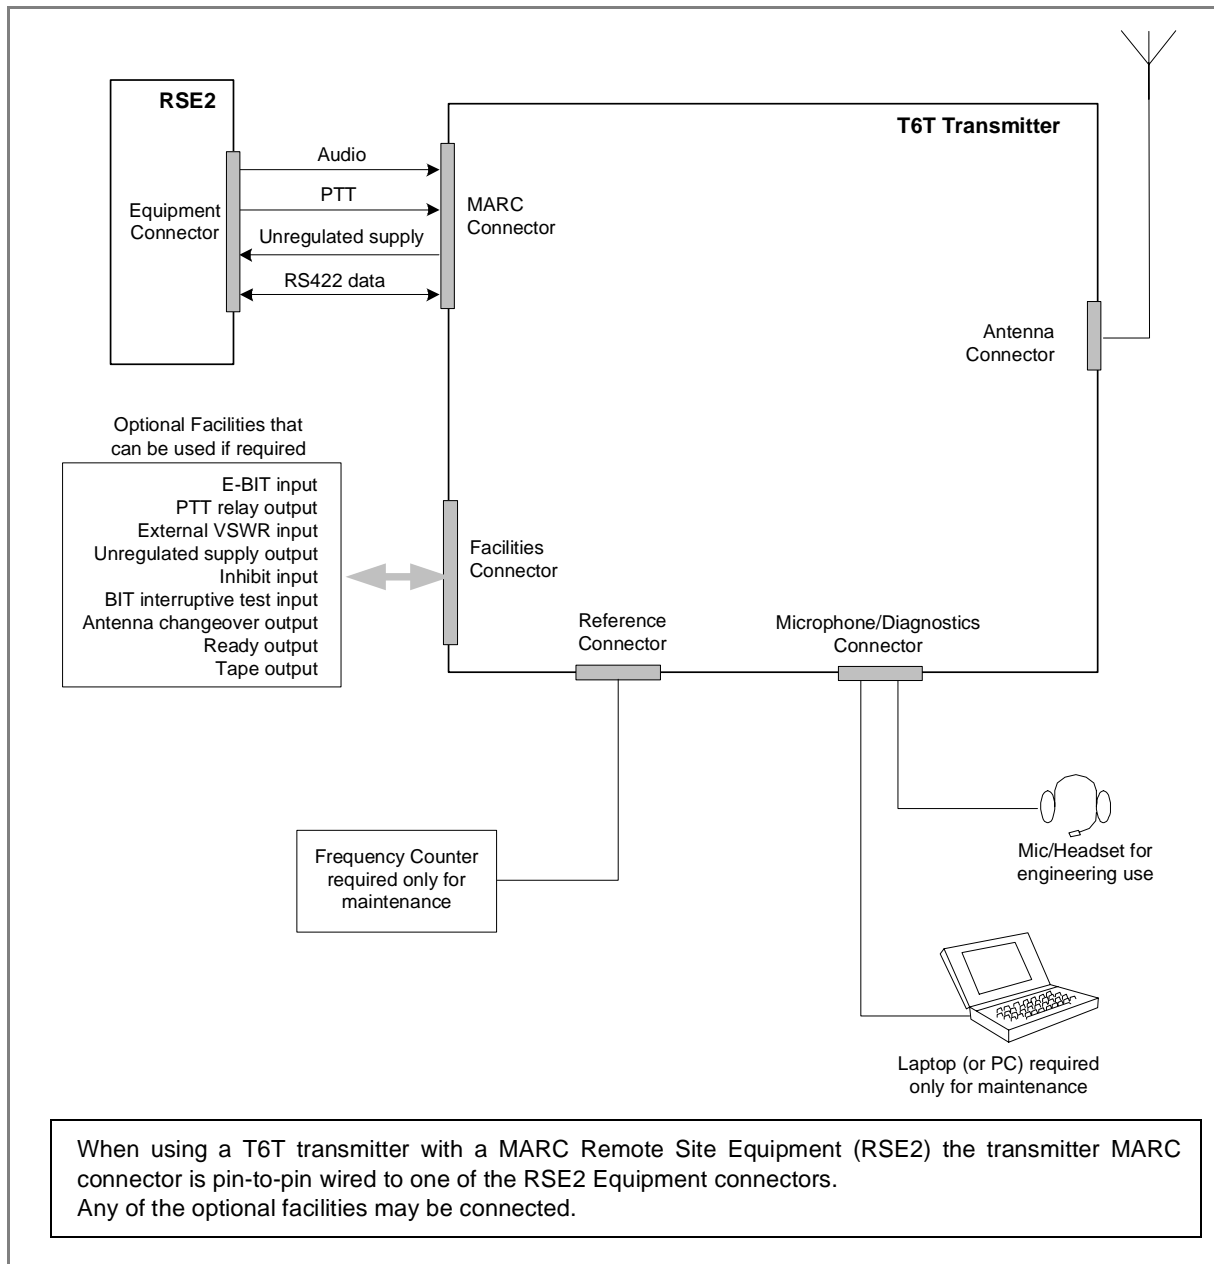 RSE2
T6T Transmitter
Audio
PTT
Equipment
Connector
MARC
Connector
Unregulated supply
RS422 data
Antenna
Connector
Optional Facilities that
can be used if required
E-BIT input
PTT relay output
External VSWR input
Unregulated supply output
Inhibit input
BIT interruptive test input
Antenna changeover output
Ready output
Tape output
Facilities
Connector
Reference
Connector
Microphone/Diagnostics
Connector
Frequency Counter
required only for
maintenance
Mic/Headset for
engineering use
Laptop (or PC) required
only for maintenance
When using a T6T transmitter with a MARC Remote Site Equipment (RSE2) the transmitter MARC
connector is pin-to-pin wired to one of the RSE2 Equipment connectors.
Any of the optional facilities may be connected.